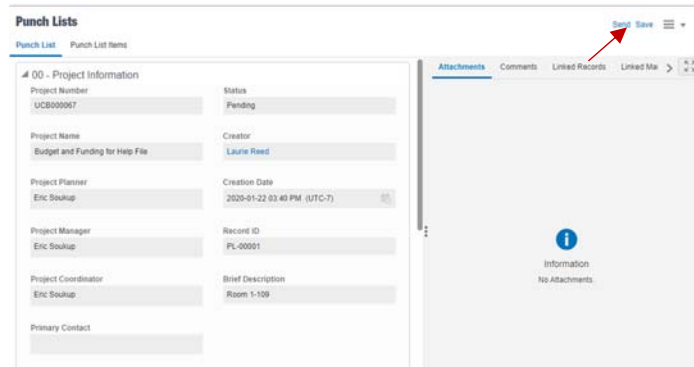 Punch Lists
Send Save
Punch List Punch List Items
00 - Project Information
Project Number Status
UCB000067 Pending
Project Name Creator
Budget and Funding for Help File Laurie Reed
Project Planner Creation Date
Eric Soukup 2020-01-22 03:40 PM (UTC-7)
Project Manager Record ID
Eric Soukup PL-00001
Project Coordinator Brief Description
Eric Soukup Room 1-109
Primary Contact
Attachments Comments Linked Records Linked Mai
Information
No Attachments.